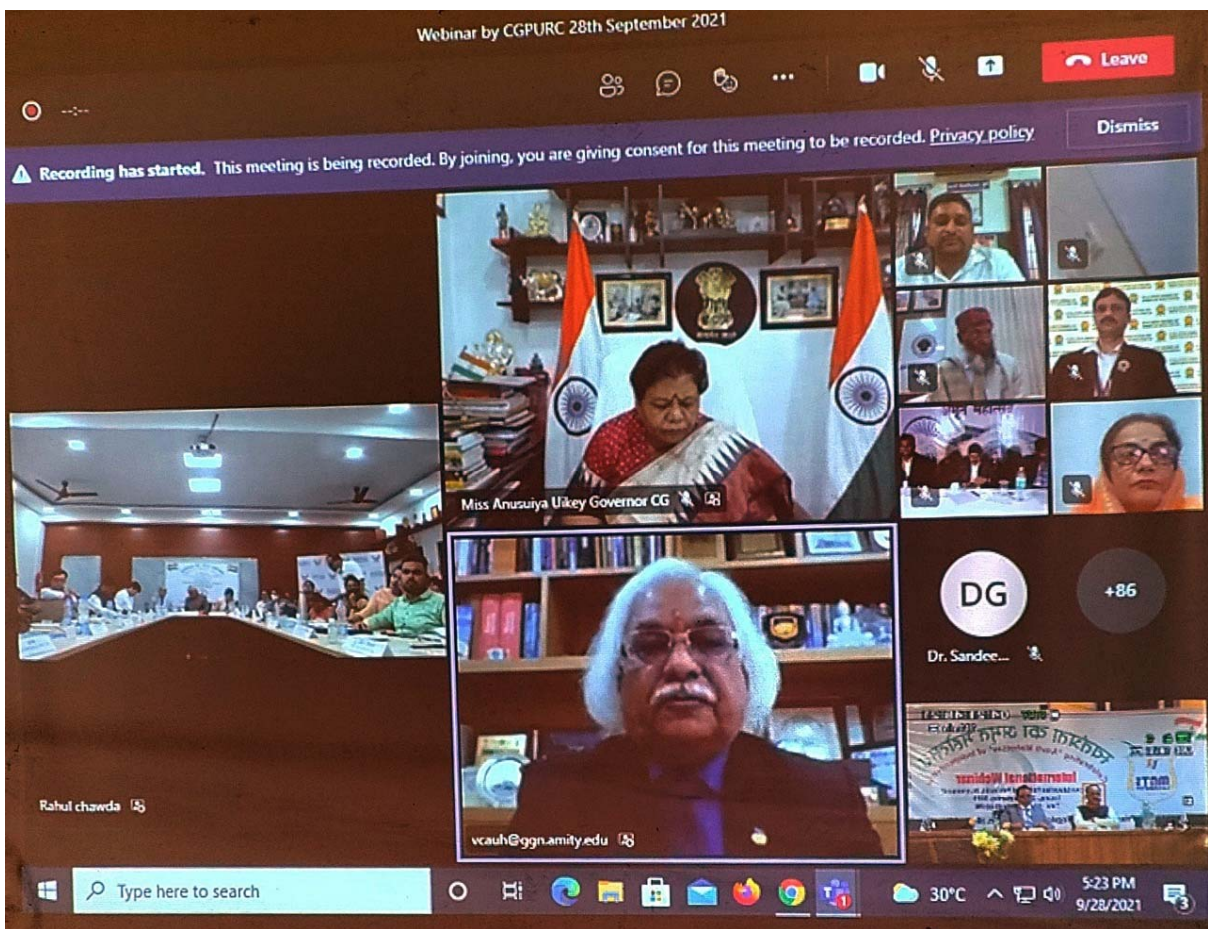 Webinar by CGPURC 28th September 2021
Leave
--:--
Recording has started. This meeting is being recorded. By joining, you are giving consent for this meeting to be recorded. Privacy policy
Dismiss
Miss Anusuiya Uikey Governor CG
DG
+86
Dr. Sandee...
International Webinar
Rahul chawda
vcauh@ggn.amity.edu
Type here to search
1
30°C
5:23 PM
9/28/2021
3